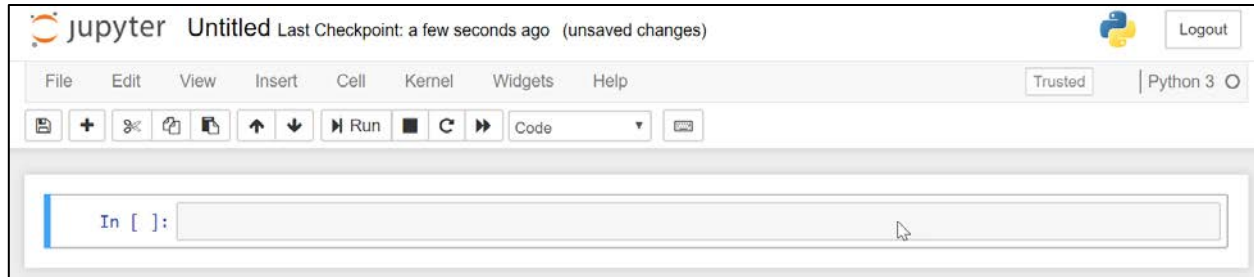 jupyter Untitled Last Checkpoint: a few seconds ago (unsaved changes) Logout
File Edit View Insert Cell Kernel Widgets Help Trusted Python 3
Run Code
In [ ]: